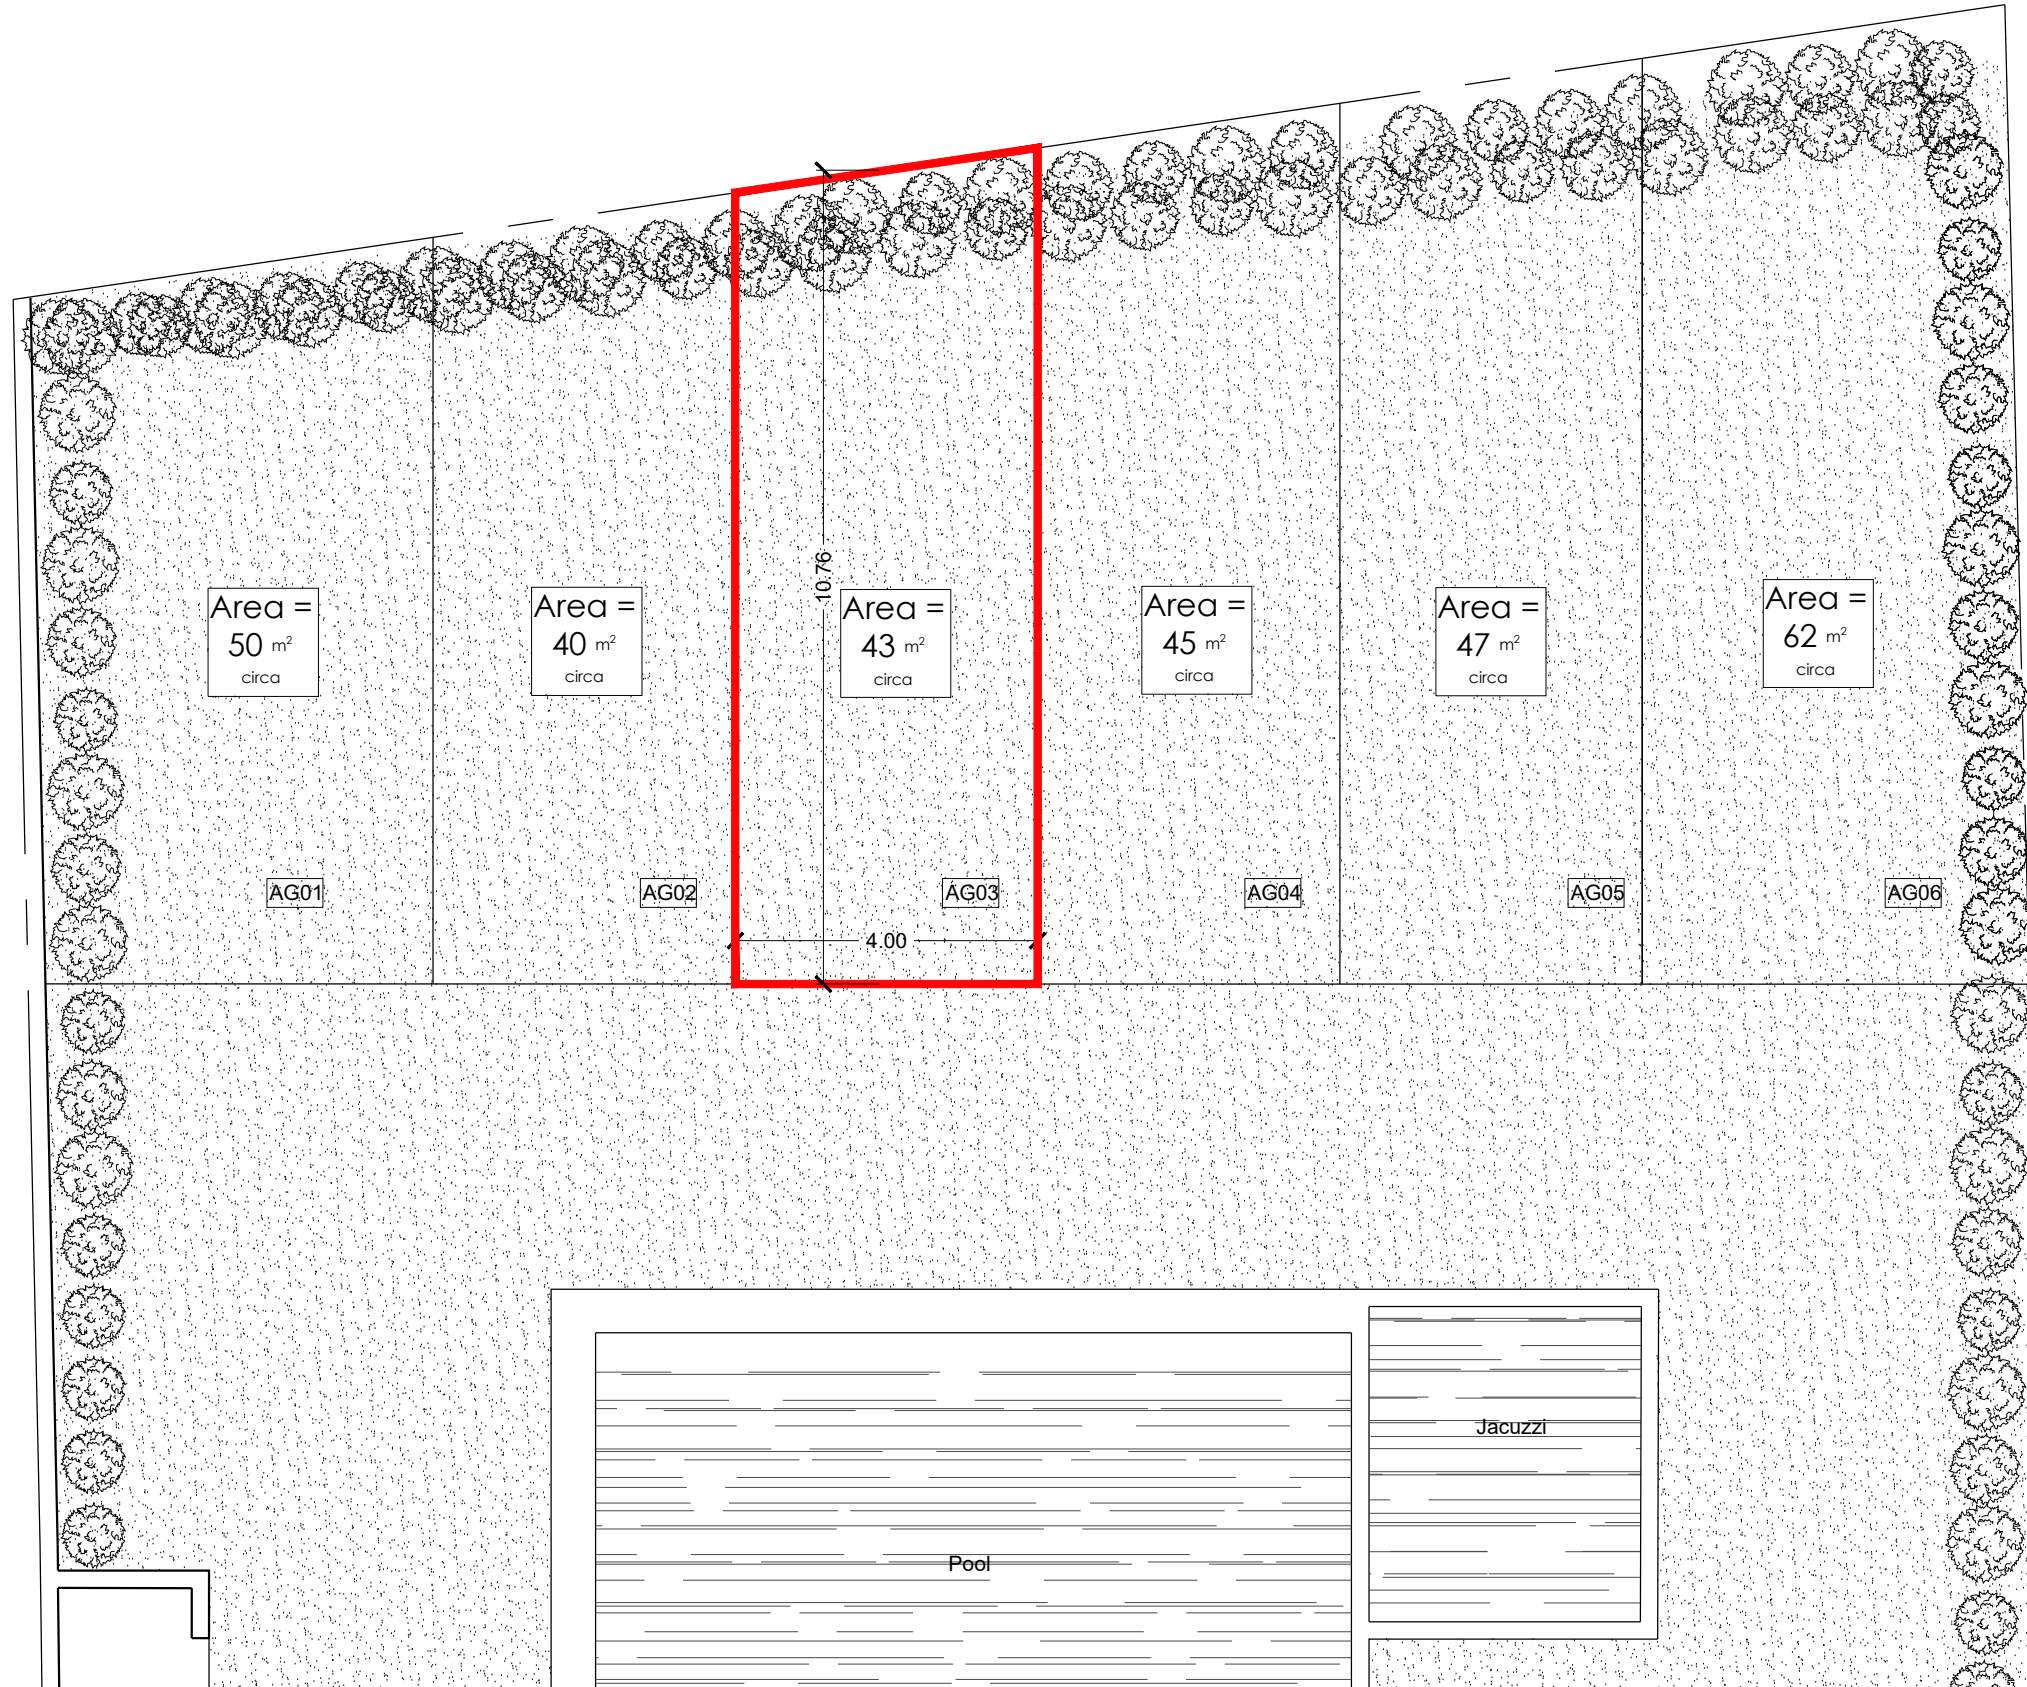 10.76
Area =
50 m²
circa
Area =
40 m²
circa
Area =
43 m²
circa
Area =
45 m²
circa
Area =
47 m²
circa
Area =
62 m²
circa
AG01
AG02
AG03
AG04
AG05
AG06
4.00
Jacuzzi
Pool